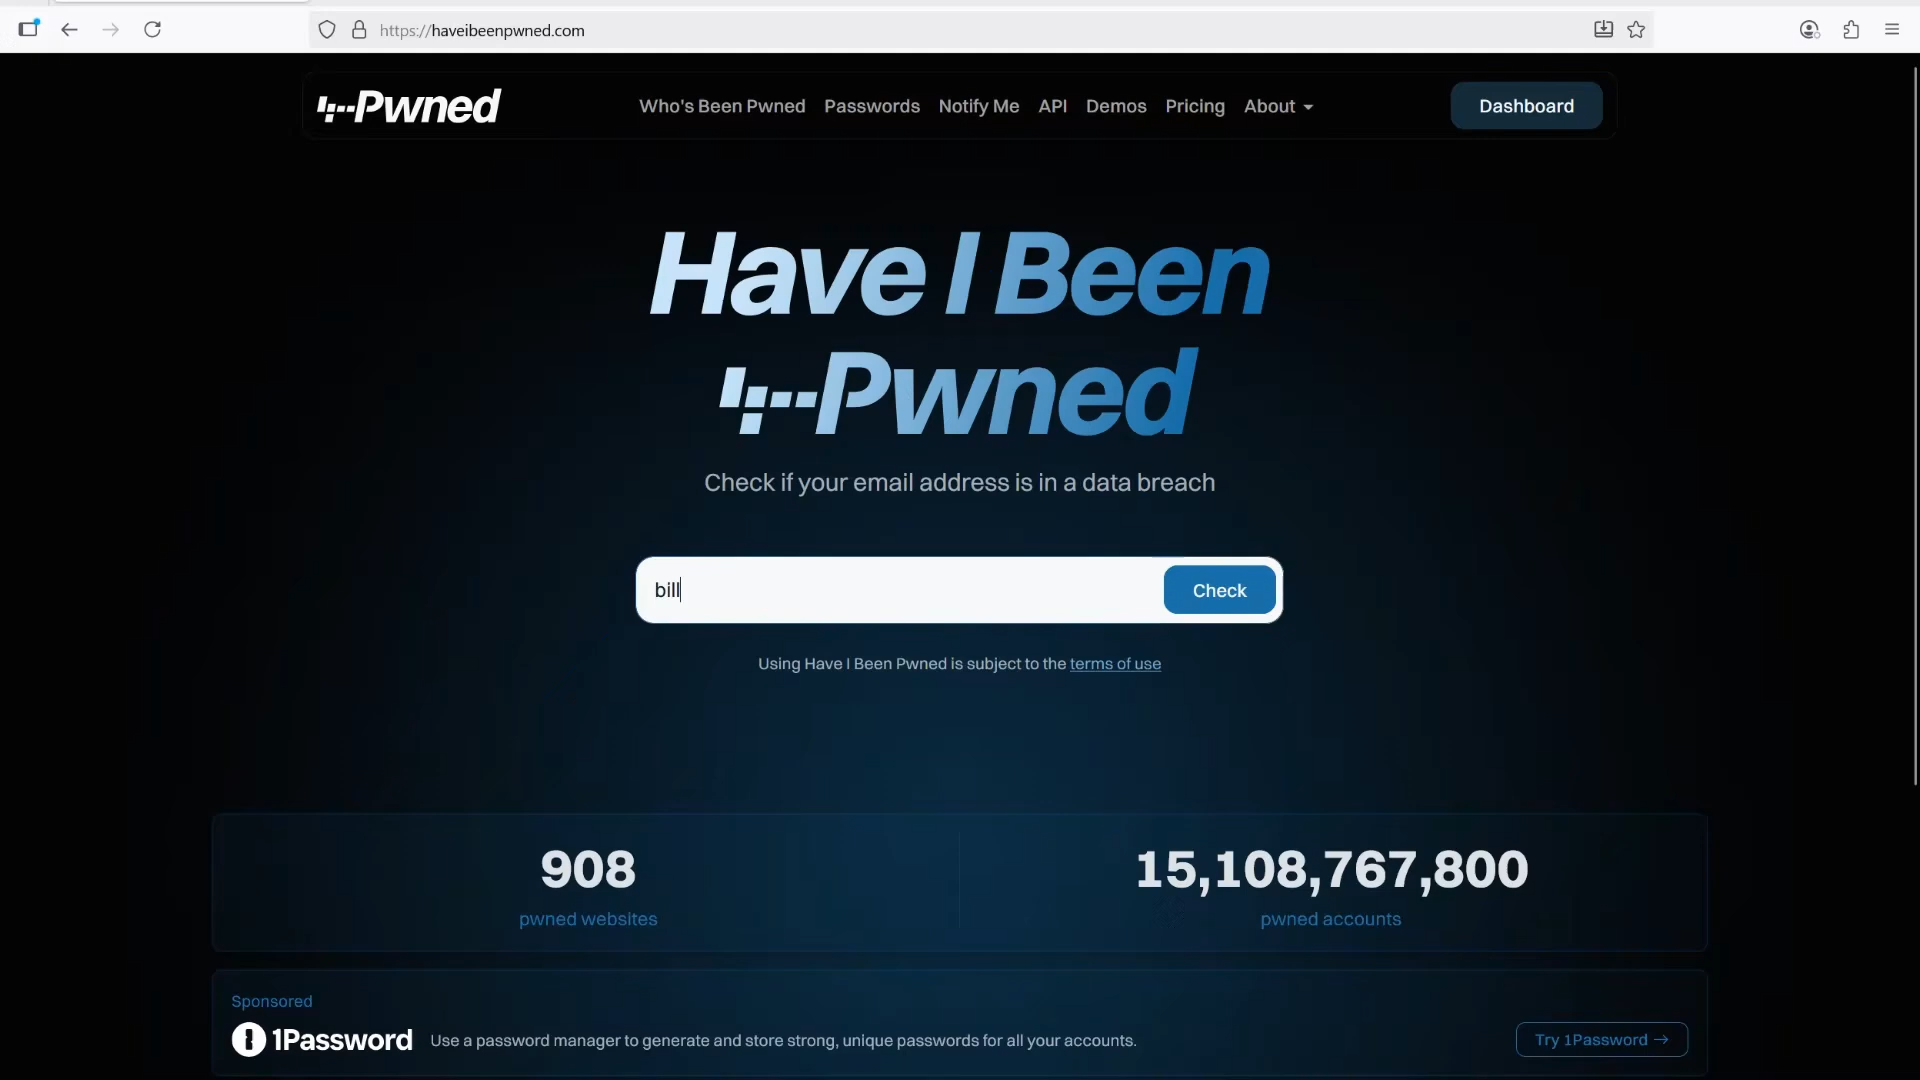 https://haveibeenpwned.com
Pwned
Who's Been Pwned Passwords Notify Me API Demos Pricing About
Dashboard
Have I Been
Pwned
Check if your email address is in a data breach
bill
Check
Using Have I Been Pwned is subject to the terms of use
908
pwned websites
15,108,767,800
pwned accounts
Sponsored
1Password
Use a password manager to generate and store strong, unique passwords for all your accounts.
Try 1Password →